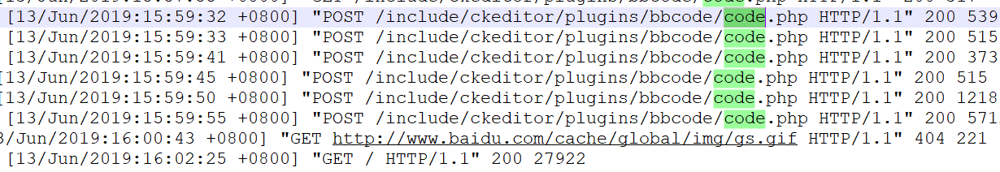 [13/Jun/2019:15:59:32 +0800] "POST /include/ckeditor/plugins/bbcode/code.php HTTP/1.1" 200 539
[13/Jun/2019:15:59:33 +0800] "POST /include/ckeditor/plugins/bbcode/code.php HTTP/1.1" 200 515
[13/Jun/2019:15:59:41 +0800] "POST /include/ckeditor/plugins/bbcode/code.php HTTP/1.1" 200 373
[13/Jun/2019:15:59:45 +0800] "POST /include/ckeditor/plugins/bbcode/code.php HTTP/1.1" 200 515
[13/Jun/2019:15:59:50 +0800] "POST /include/ckeditor/plugins/bbcode/code.php HTTP/1.1" 200 1218
[13/Jun/2019:15:59:55 +0800] "POST /include/ckeditor/plugins/bbcode/code.php HTTP/1.1" 200 571
3/Jun/2019:16:00:43 +0800] "GET http://www.baidu.com/cache/global/img/gs.gif HTTP/1.1" 404 221
[13/Jun/2019:16:02:25 +0800] "GET / HTTP/1.1" 200 27922